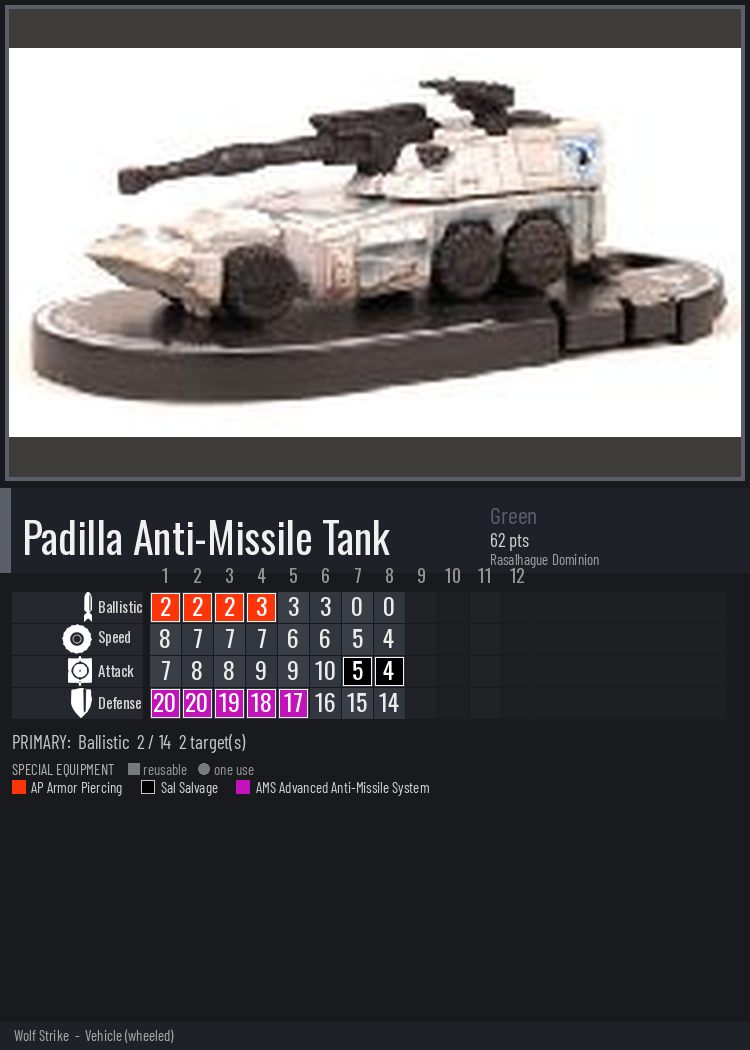 Padilla Anti-Missile Tank
Green
62 pts
Rasalhague Dominion
1 2 3 4 5 6 7 8 9 10 11 12
Ballistic 2 2 2 3 3 3 0 0
Speed 8 7 7 7 6 6 5 4
Attack 7 8 8 9 9 10 5 4
Defense 20 20 19 18 17 16 15 14
PRIMARY: Ballistic 2 / 14 2 target(s)
SPECIAL EQUIPMENT reusable one use
AP Armor Piercing Sal Salvage AMS Advanced Anti-Missile System
Wolf Strike - Vehicle (wheeled)